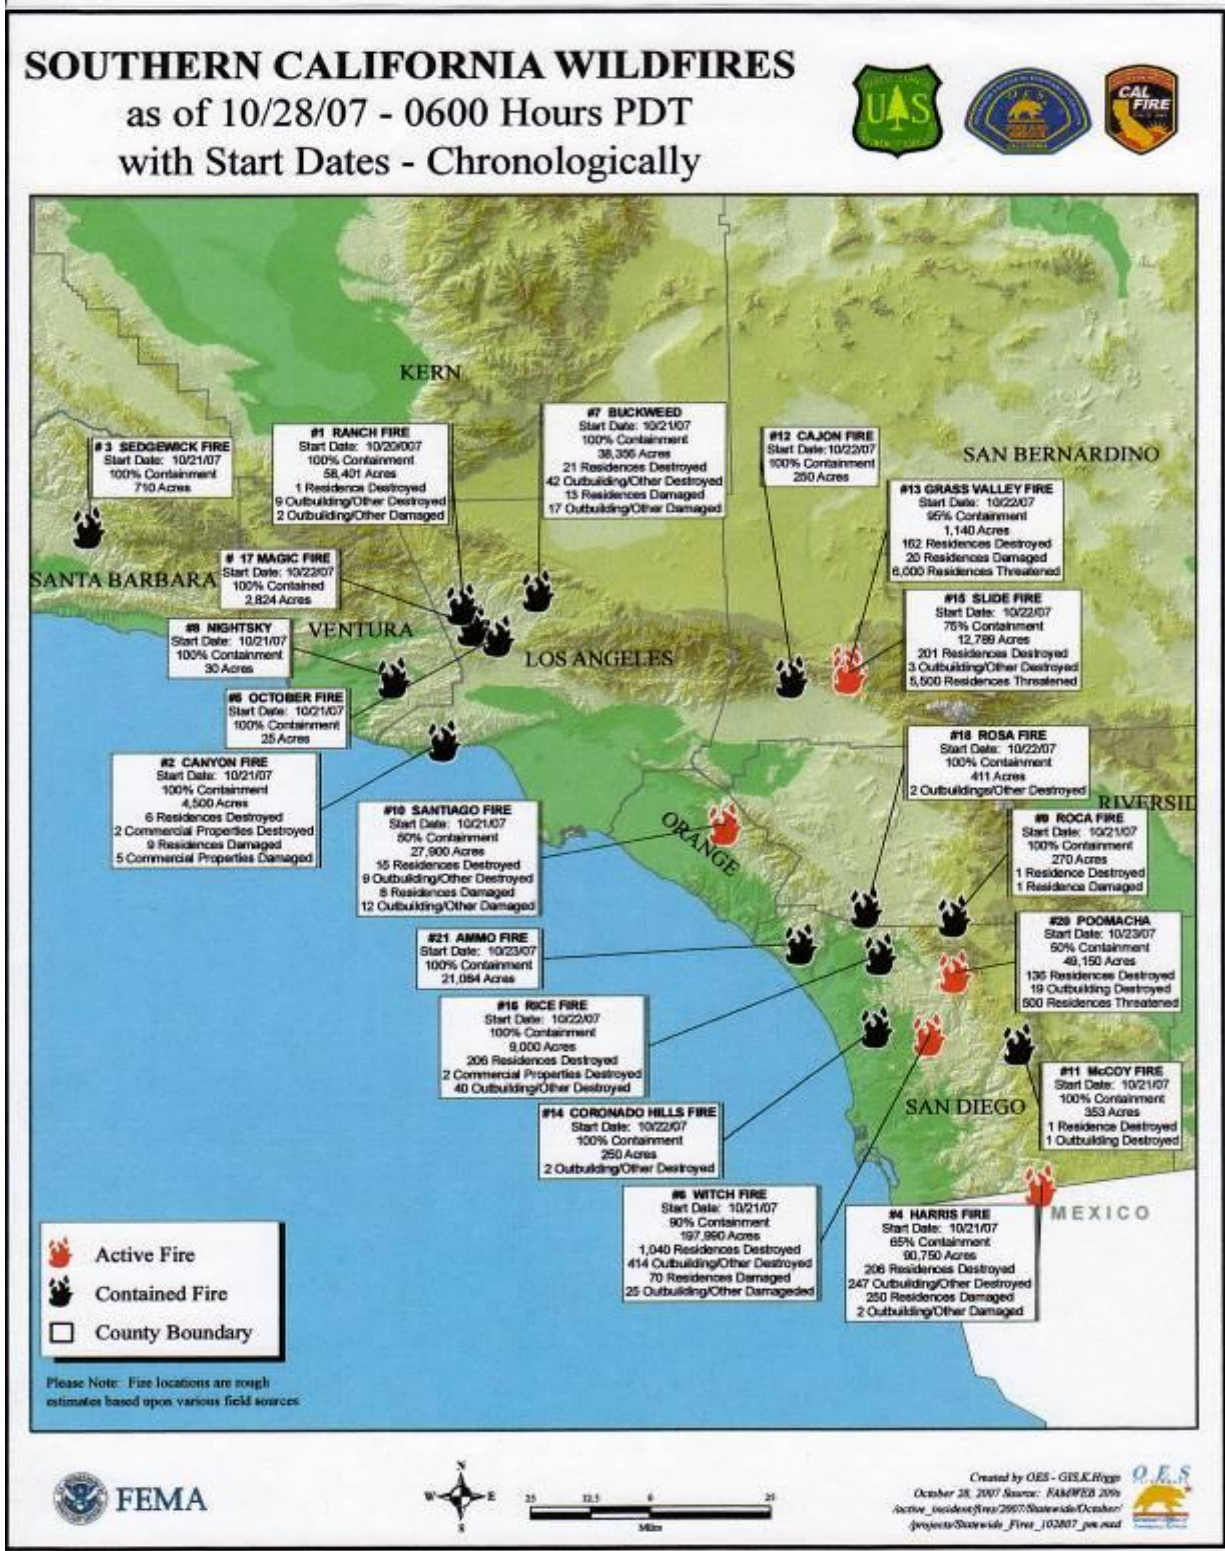 SOUTHERN CALIFORNIA WILDFIRES
as of 10/28/07 - 0600 Hours PDT
with Start Dates - Chronologically
US
OES
CALIFORNIA
CAL
FIRE
KERN
#7 BUCKWEED
Start Date: 10/21/07
100% Containment
38,356 Acres
21 Residences Destroyed
42 Outbuilding/Other Destroyed
13 Residences Damaged
17 Outbuilding/Other Damaged
#1 RANCH FIRE
Start Date: 10/20/007
100% Containment
58,401 Acres
1 Residence Destroyed
9 Outbuilding/Other Destroyed
2 Outbuilding/Other Damaged
#12 CAJON FIRE
Start Date:10/22/07
100% Containment
250 Acres
# 3 SEDGEWICK FIRE
Start Date: 10/21/07
100% Containment
710 Acres
SAN BERNARDINO
#13 GRASS VALLEY FIRE
Start Date: 10/22/07
95% Containment
1,140 Acres
162 Residences Destroyed
20 Residences Damaged
6,000 Residences Threatened
# 17 MAGIC FIRE
Start Date: 10/22/07
100% Contained
2,824 Acres
SANTA BARBARA
#15 SLIDE FIRE
Start Date: 10/22/07
75% Containment
12,789 Acres
201 Residences Destroyed
3 Outbuilding/Other Destroyed
5,500 Residences Threatened
#8 NIGHTSKY
Start Date: 10/21/07
100% Containment
30 Acres
VENTURA
LOS ANGELES
#5 OCTOBER FIRE
Start Date: 10/21/07
100% Containment
25 Acres
#18 ROSA FIRE
Start Date: 10/22/07
100% Containment
411 Acres
2 Outbuildings/Other Destroyed
#2 CANYON FIRE
Start Date: 10/21/07
100% Containment
4,500 Acres
6 Residences Destroyed
2 Commercial Properties Destroyed
9 Residences Damaged
5 Commercial Properties Damaged
RIVERSID
#10 SANTIAGO FIRE
Start Date: 10/21/07
50% Containment
27,900 Acres
15 Residences Destroyed
9 Outbuilding/Other Destroyed
8 Residences Damaged
12 Outbuilding/Other Damaged
ORANGE
#9 ROCA FIRE
Start Date: 10/21/07
100% Containment
270 Acres
1 Residence Destroyed
1 Residence Damaged
#21 AMMO FIRE
Start Date: 10/23/07
100% Containment
21,084 Acres
#20 POOMACHA
Start Date: 10/23/07
50% Containment
49,150 Acres
136 Residences Destroyed
19 Outbuilding Destroyed
500 Residences Threatened
#16 RICE FIRE
Start Date: 10/22/07
100% Containment
9,000 Acres
206 Residences Destroyed
2 Commercial Properties Destroyed
40 Outbuilding/Other Destroyed
#11 McCOY FIRE
Start Date: 10/21/07
100% Containment
353 Acres
1 Residence Destroyed
1 Outbuilding Destroyed
SAN DIEGO
#14 CORONADO HILLS FIRE
Start Date: 10/22/07
100% Containment
250 Acres
2 Outbuilding/Other Destroyed
#6 WITCH FIRE
Start Date: 10/21/07
90% Containment
197,990 Acres
1,040 Residences Destroyed
414 Outbuilding/Other Destroyed
70 Residences Damaged
25 Outbuilding/Other Damageded
#4 HARRIS FIRE
Start Date: 10/21/07
65% Containment
90,750 Acres
206 Residences Destroyed
247 Outbuilding/Other Destroyed
250 Residences Damaged
2 Outbuilding/Other Damaged
MEXICO
Active Fire
Contained Fire
County Boundary
Please Note: Fire locations are rough
estimates based upon various field sources
FEMA
N
W E
S
25 12.5 0 25
Miles
Created by OES - GIS,K.Higgs
October 28, 2007 Source: FAMWEB 209s
/active_incident/fires/2007/Statewide/October/
/projects/Statewide_Fires_102807_pm.mxd
O E S